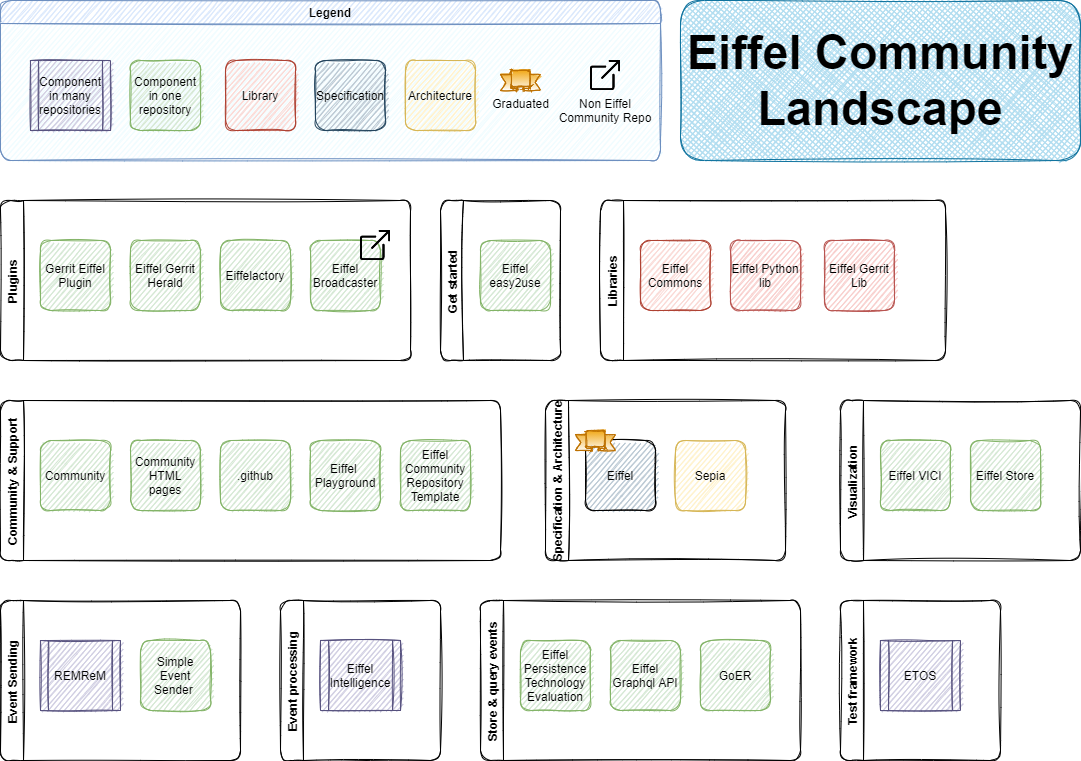 Legend
Component
in many
repositories
Component
in one
repository
Library
Specification
Architecture
Graduated
Non Eiffel
Community Repo
Eiffel Community
Landscape
Plugins
Gerrit Eiffel
Plugin
Eiffel Gerrit
Herald
Eiffelactory
Eiffel
Broadcaster
Get started
Eiffel
easy2use
Libraries
Eiffel
Commons
Eiffel Python
lib
Eiffel Gerrit
Lib
Community & Support
Community
Community
HTML
pages
.github
Eiffel
Playground
Eiffel
Community
Repository
Template
Specification & Architecture
Eiffel
Sepia
Visualization
Eiffel VICI
Eiffel Store
Event Sending
REMReM
Simple
Event
Sender
Event processing
Eiffel
Intelligence
Store & query events
Eiffel
Persistence
Technology
Evaluation
Eiffel
Graphql API
GoER
Test framework
ETOS